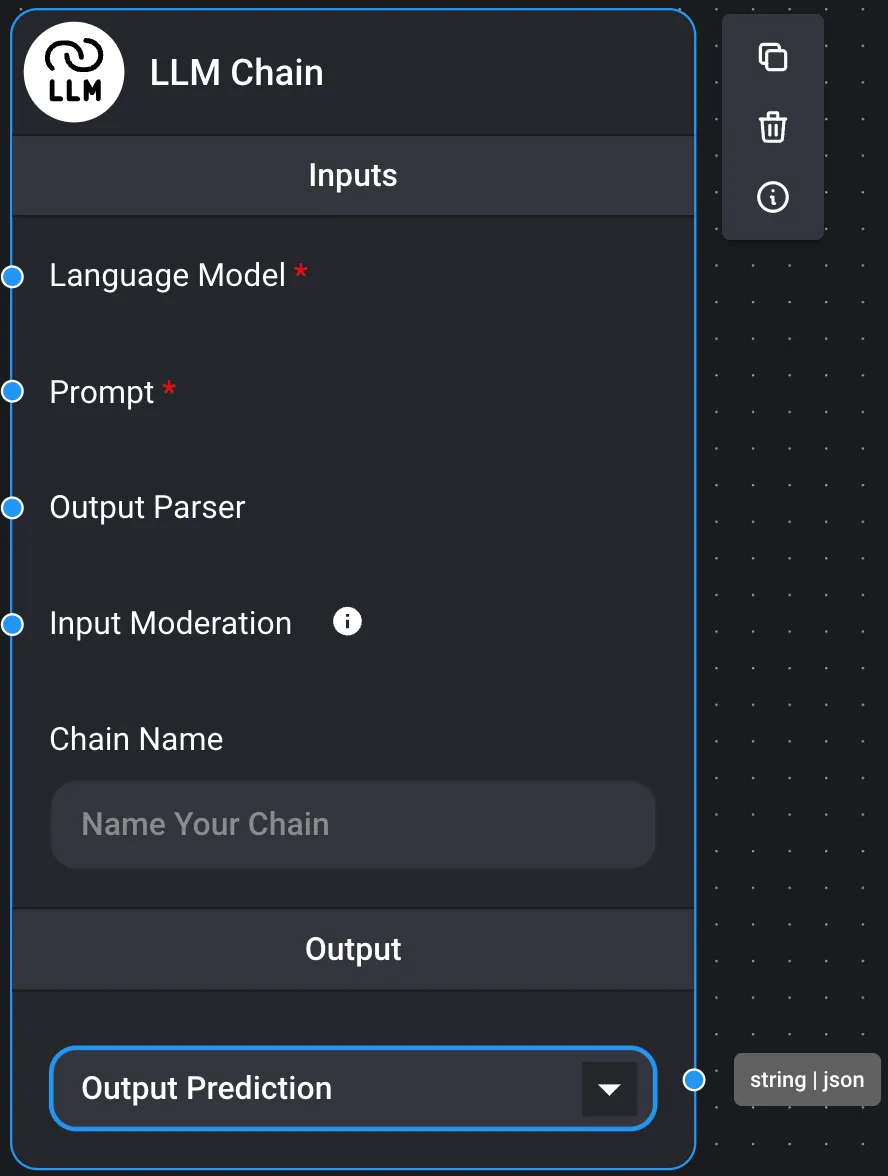 LLM
LLM Chain
Inputs
Language Model *
Prompt *
Output Parser
Input Moderation
Chain Name
Name Your Chain
Output
Output Prediction
string | json